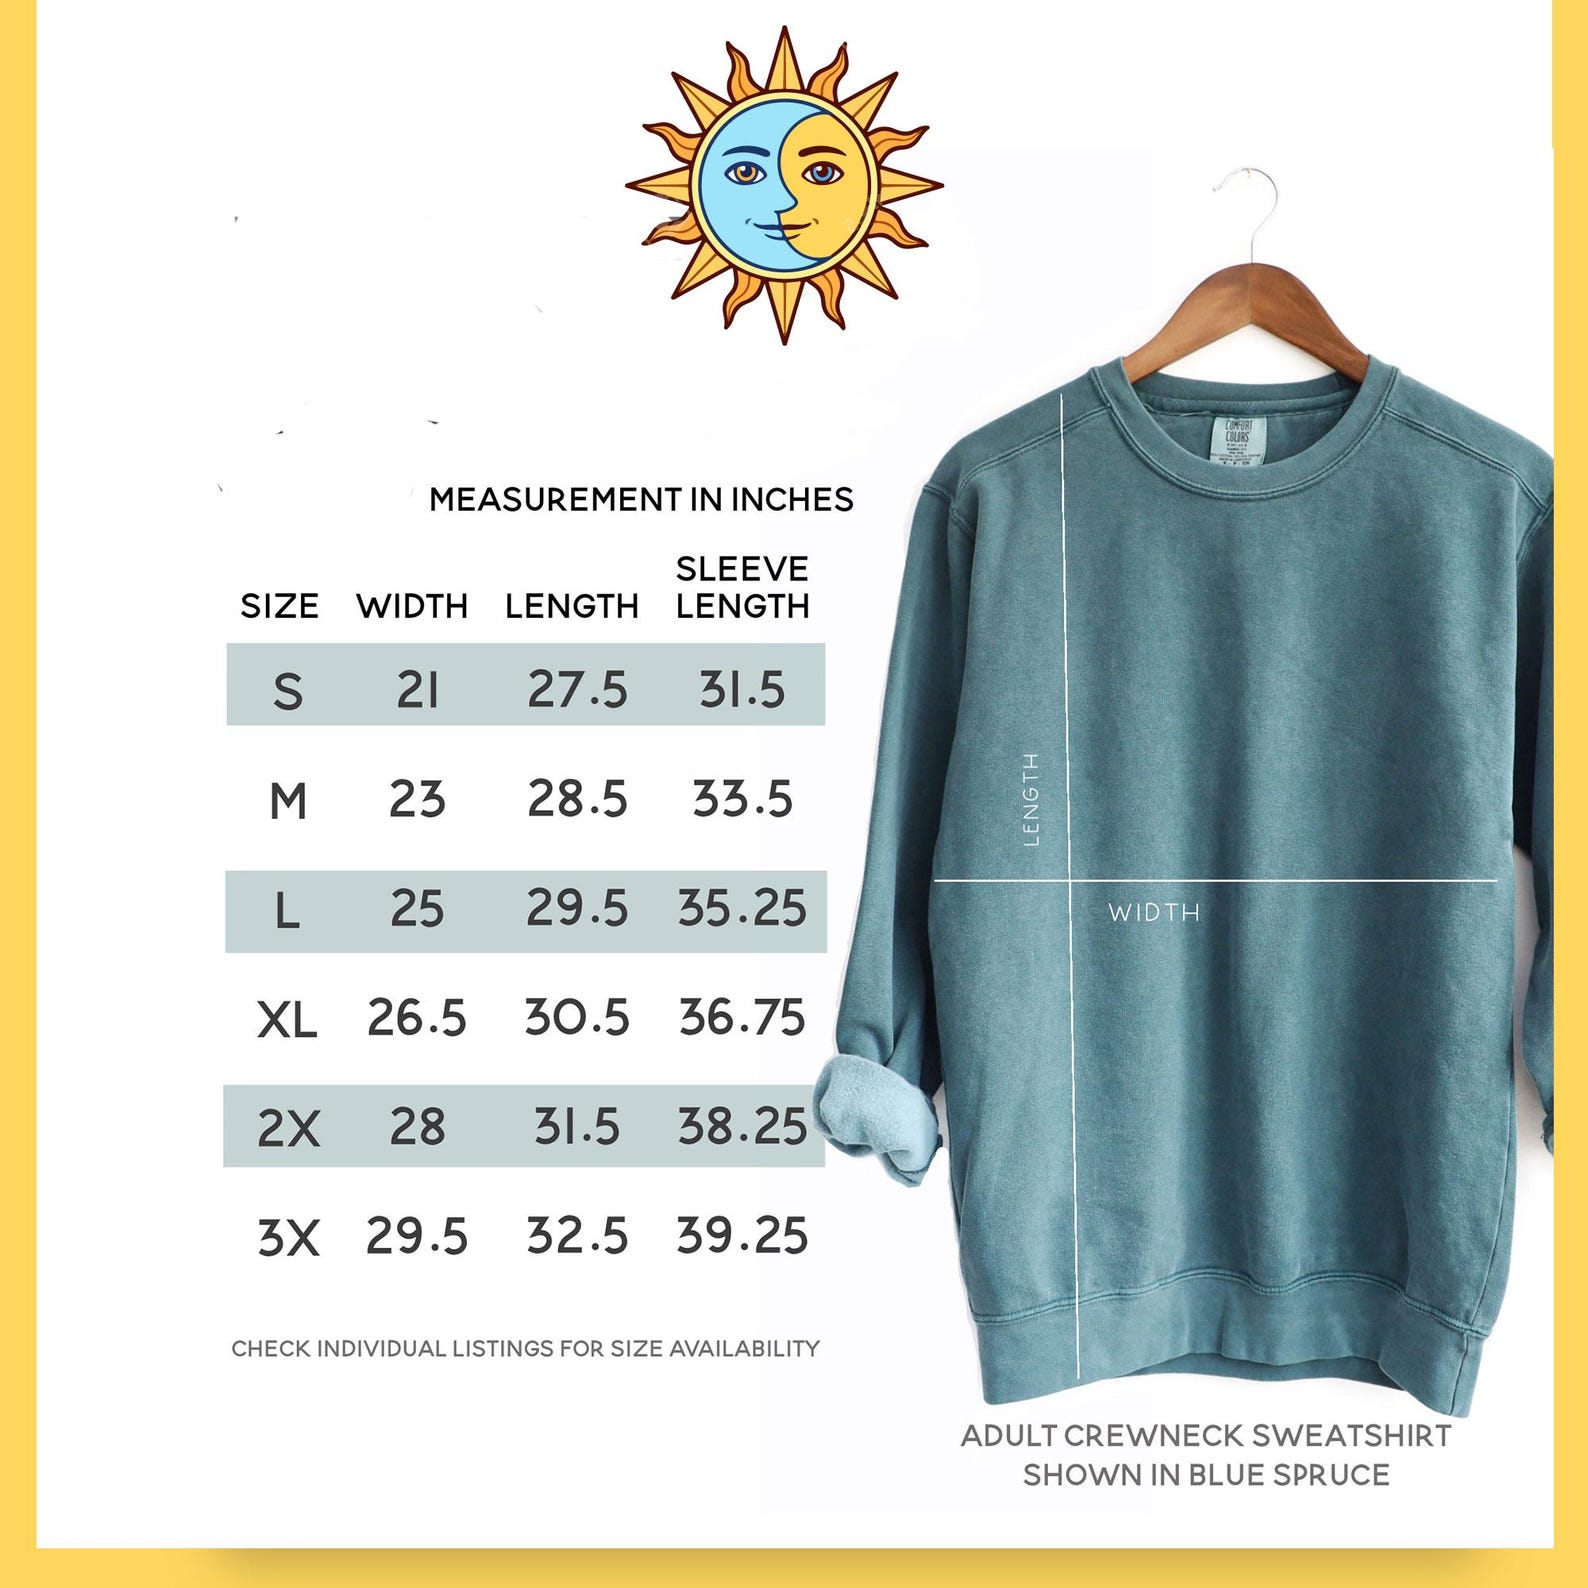 MEASUREMENT IN INCHES
SIZE WIDTH LENGTH SLEEVE LENGTH
S 21 27.5 31.5
M 23 28.5 33.5
L 25 29.5 35.25
XL 26.5 30.5 36.75
2X 28 31.5 38.25
3X 29.5 32.5 39.25
CHECK INDIVIDUAL LISTINGS FOR SIZE AVAILABILITY
COMFORT
COLORS
LENGTH
WIDTH
ADULT CREWNECK SWEATSHIRT
SHOWN IN BLUE SPRUCE